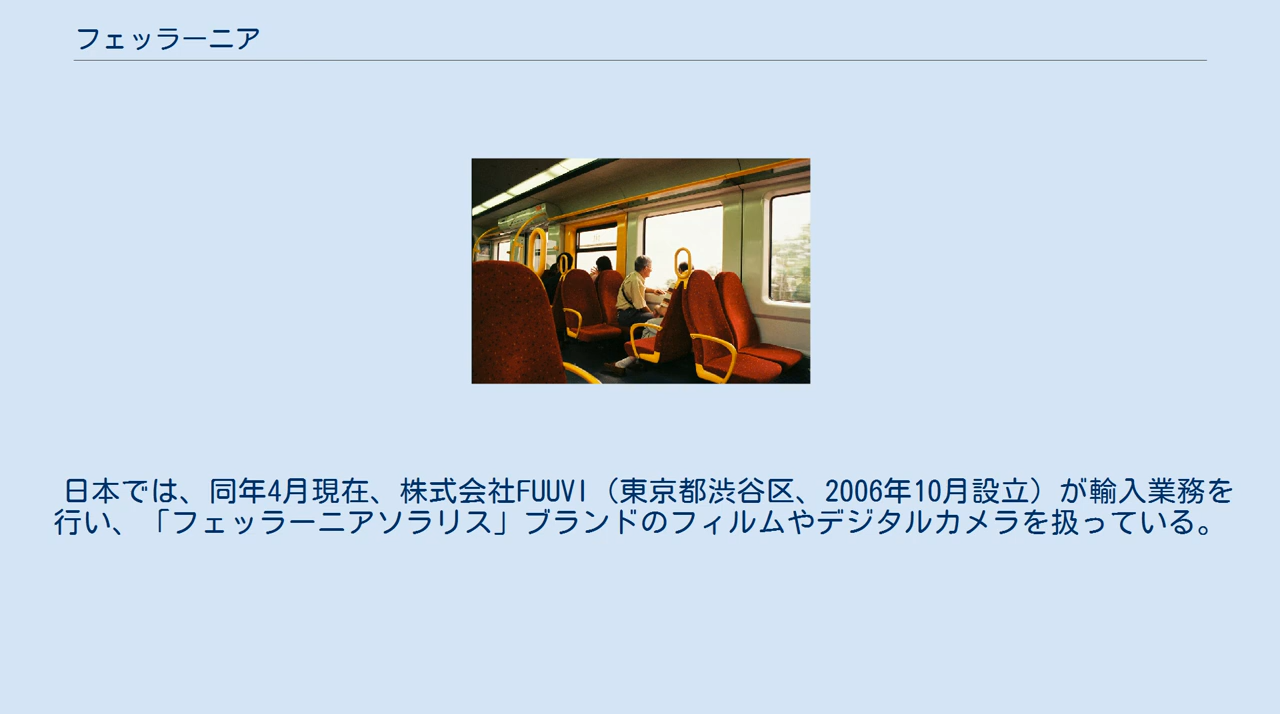 フェッラーニア
日本では、同年4月現在、株式会社FUUVI（東京都渋谷区、2006年10月設立）が輸入業務を
行い、「フェッラーニアソラリス」ブランドのフィルムやデジタルカメラを扱っている。